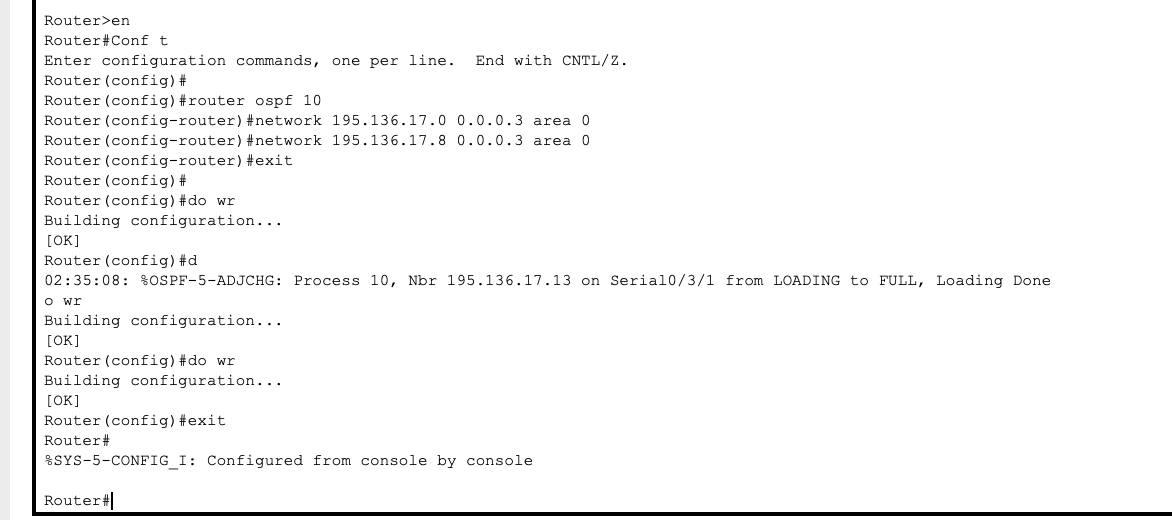 Router>en
Router#Conf t
Enter configuration commands, one per line.  End with CNTL/Z.
Router(config)#
Router(config)#router ospf 10
Router(config-router)#network 195.136.17.0 0.0.0.3 area 0
Router(config-router)#network 195.136.17.8 0.0.0.3 area 0
Router(config-router)#exit
Router(config)#
Router(config)#do wr
Building configuration...
[OK]
Router(config)#d
02:35:08: %OSPF-5-ADJCHG: Process 10, Nbr 195.136.17.13 on Serial0/3/1 from LOADING to FULL, Loading Done
o wr
Building configuration...
[OK]
Router(config)#do wr
Building configuration...
[OK]
Router(config)#exit
Router#
%SYS-5-CONFIG_I: Configured from console by console
Router#